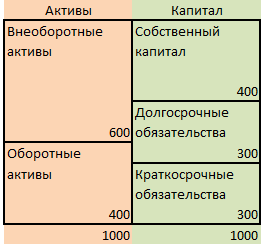 Активы Капитал
Внеоборотные
активы
600
Оборотные
активы
400
Собственный
капитал
400
Долгосрочные
обязательства
300
Краткосрочные
обязательства
300
1000 1000